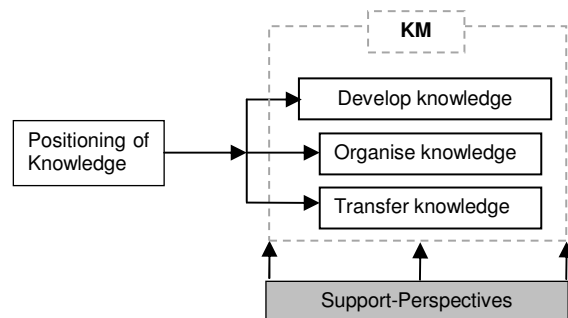 KM
Develop knowledge
Positioning of
Knowledge
Organise knowledge
Transfer knowledge
Support-Perspectives